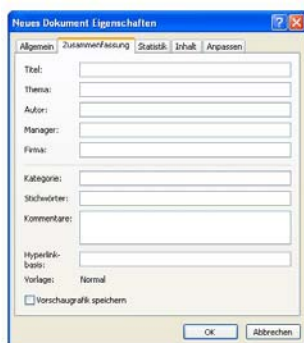 Neues Dokument Eigenschaften
Allgemein Zusammenfassung Statistik Inhalt Anpassen
Titel:
Thema:
Autor:
Manager:
Firma:
Kategorie:
Stichwörter:
Kommentare:
Hyperlink-
basis:
Vorlage: Normal
Vorschaugrafik speichern
OK Abbrechen